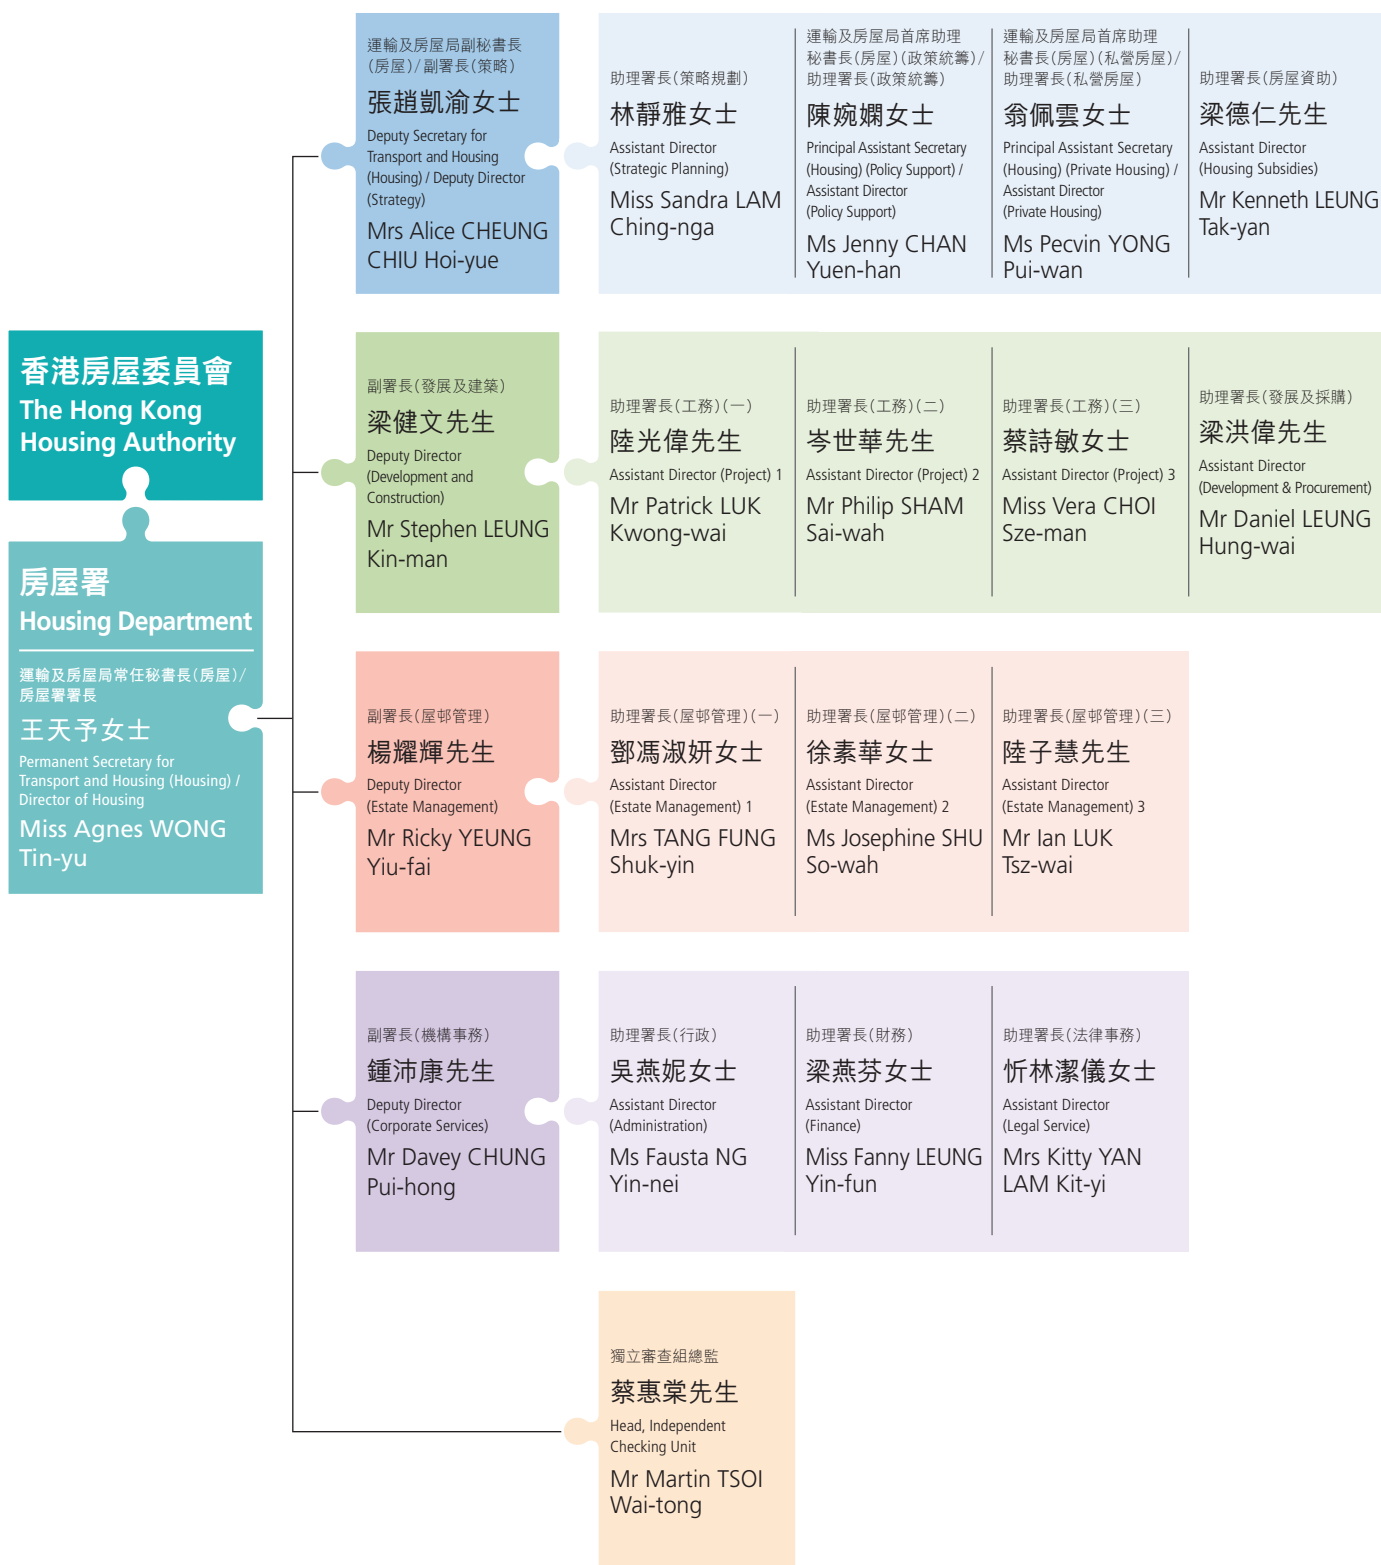 香港房屋委員會
The Hong Kong
Housing Authority
房屋署
Housing Department
運輸及房屋局常任秘書長(房屋)/
房屋署署長
王天予女士
Permanent Secretary for
Transport and Housing (Housing) /
Director of Housing
Miss Agnes WONG
Tin-yu
運輸及房屋局副秘書長
(房屋)/副署長(策略)
張趙凱渝女士
Deputy Secretary for
Transport and Housing
(Housing) / Deputy Director
(Strategy)
Mrs Alice CHEUNG
CHIU Hoi-yue
助理署長(策略規劃)
林靜雅女士
Assistant Director
(Strategic Planning)
Miss Sandra LAM
Ching-nga
運輸及房屋局首席助理
秘書長(房屋)(政策統籌)/
助理署長(政策統籌)
陳婉嫻女士
Principal Assistant Secretary
(Housing) (Policy Support) /
Assistant Director
(Policy Support)
Ms Jenny CHAN
Yuen-han
運輸及房屋局首席助理
秘書長(房屋)(私營房屋)/
助理署長(私營房屋)
翁佩雲女士
Principal Assistant Secretary
(Housing) (Private Housing) /
Assistant Director
(Private Housing)
Ms Pecvin YONG
Pui-wan
助理署長(房屋資助)
梁德仁先生
Assistant Director
(Housing Subsidies)
Mr Kenneth LEUNG
Tak-yan
副署長(發展及建築)
梁健文先生
Deputy Director
(Development and
Construction)
Mr Stephen LEUNG
Kin-man
助理署長(工務)(一)
陸光偉先生
Assistant Director (Project) 1
Mr Patrick LUK
Kwong-wai
助理署長(工務)(二)
岑世華先生
Assistant Director (Project) 2
Mr Philip SHAM
Sai-wah
助理署長(工務)(三)
蔡詩敏女士
Assistant Director (Project) 3
Miss Vera CHOI
Sze-man
助理署長(發展及採購)
梁洪偉先生
Assistant Director
(Development & Procurement)
Mr Daniel LEUNG
Hung-wai
副署長(屋邨管理)
楊耀輝先生
Deputy Director
(Estate Management)
Mr Ricky YEUNG
Yiu-fai
助理署長(屋邨管理)(一)
鄧馮淑妍女士
Assistant Director
(Estate Management) 1
Mrs TANG FUNG
Shuk-yin
助理署長(屋邨管理)(二)
徐素華女士
Assistant Director
(Estate Management) 2
Ms Josephine SHU
So-wah
助理署長(屋邨管理)(三)
陸子慧先生
Assistant Director
(Estate Management) 3
Mr Ian LUK
Tsz-wai
副署長(機構事務)
鍾沛康先生
Deputy Director
(Corporate Services)
Mr Davey CHUNG
Pui-hong
助理署長(行政)
吳燕妮女士
Assistant Director
(Administration)
Ms Fausta NG
Yin-nei
助理署長(財務)
梁燕芬女士
Assistant Director
(Finance)
Miss Fanny LEUNG
Yin-fun
助理署長(法律事務)
忻林潔儀女士
Assistant Director
(Legal Service)
Mrs Kitty YAN
LAM Kit-yi
獨立審查組總監
蔡惠棠先生
Head, Independent
Checking Unit
Mr Martin TSOI
Wai-tong